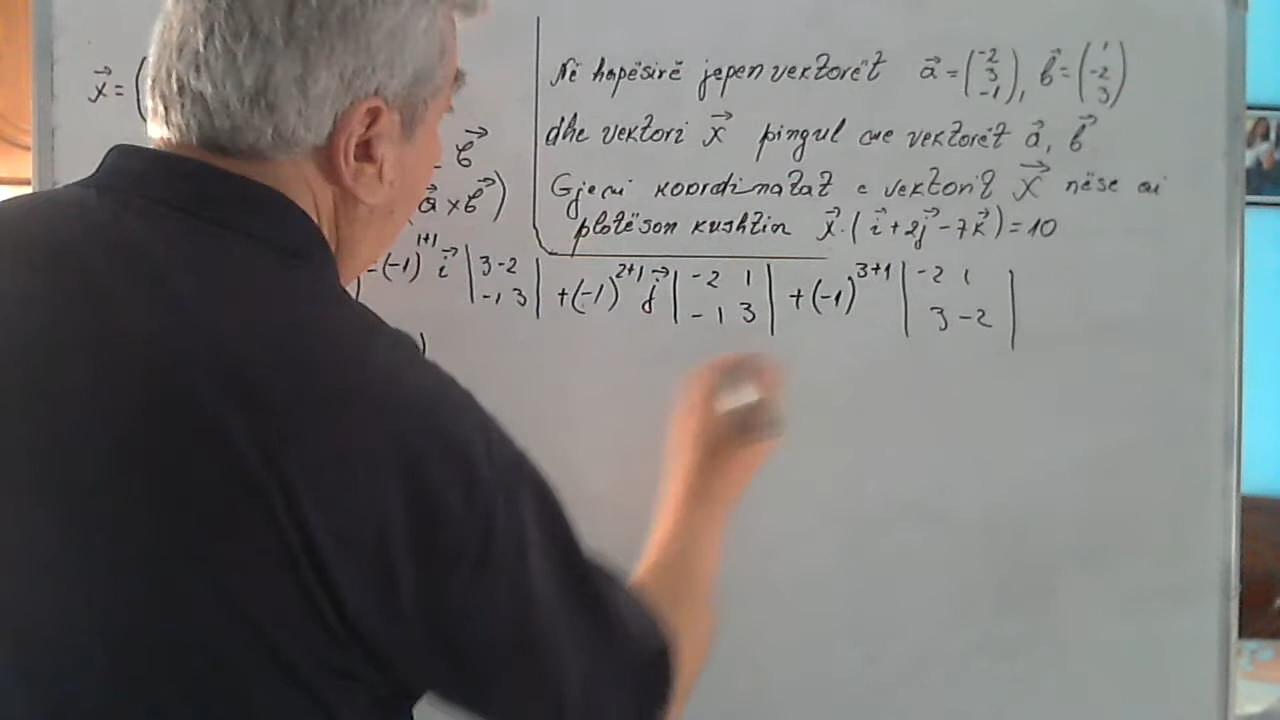 x⃗ = (
b⃗
a⃗ × b⃗)
Në hapësirë jepen vektorët a⃗ = (-2 3 -1), b⃗ = (1 -2 3)
dhe vektori x⃗ pingul me vektorët a⃗, b⃗
Gjeni koordinatat e vektorit x⃗ nëse ai
plotëson kushtin x⃗·(i⃗+2j⃗-7k⃗)=10
(-1)^1+1 i⃗ |3 -2 -1 3| +(-1)^2+1 j⃗ |-2 1 -1 3| +(-1)^3+1 |-2 1 3 -2|